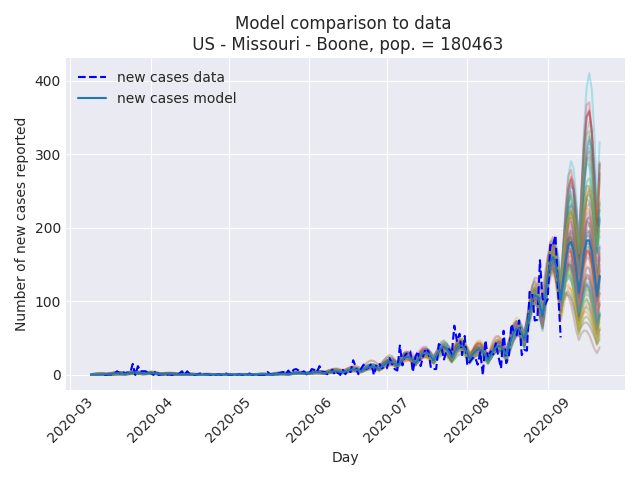 Model comparison to data
US - Missouri - Boone, pop. = 180463
new cases data
new cases model
Number of new cases reported
400
300
200
100
0
2020-03
2020-04
2020-05
2020-06
2020-07
2020-08
2020-09
Day